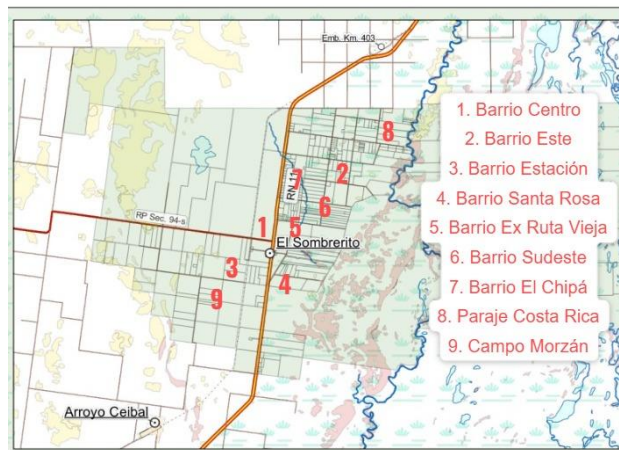 Emb. Km. 403
8
1. Barrio Centro
2. Barrio Este
3. Barrio Estación
4. Barrio Santa Rosa
5. Barrio Ex Ruta Vieja
6. Barrio Sudeste
7. Barrio El Chipá
8. Paraje Costa Rica
9. Campo Morzán
2
7
RN 11
6
RP Sec. 94-s
1
5
El Sombrerito
3
4
9
Arroyo Ceibal